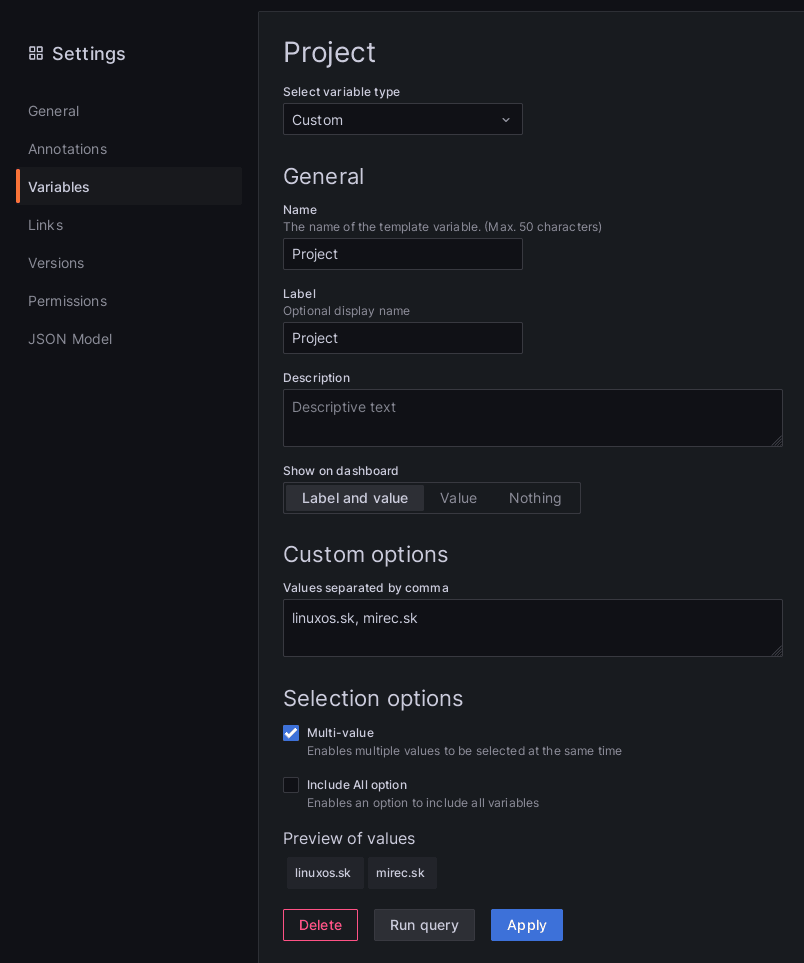 Settings
General
Annotations
Variables
Links
Versions
Permissions
JSON Model
Project
Select variable type
Custom
General
Name
The name of the template variable. (Max. 50 characters)
Project
Label
Optional display name
Project
Description
Descriptive text
Show on dashboard
Label and value Value Nothing
Custom options
Values separated by comma
linuxos.sk, mirec.sk
Selection options
Multi-value
Enables multiple values to be selected at the same time
Include All option
Enables an option to include all variables
Preview of values
linuxos.sk mirec.sk
Delete Run query Apply